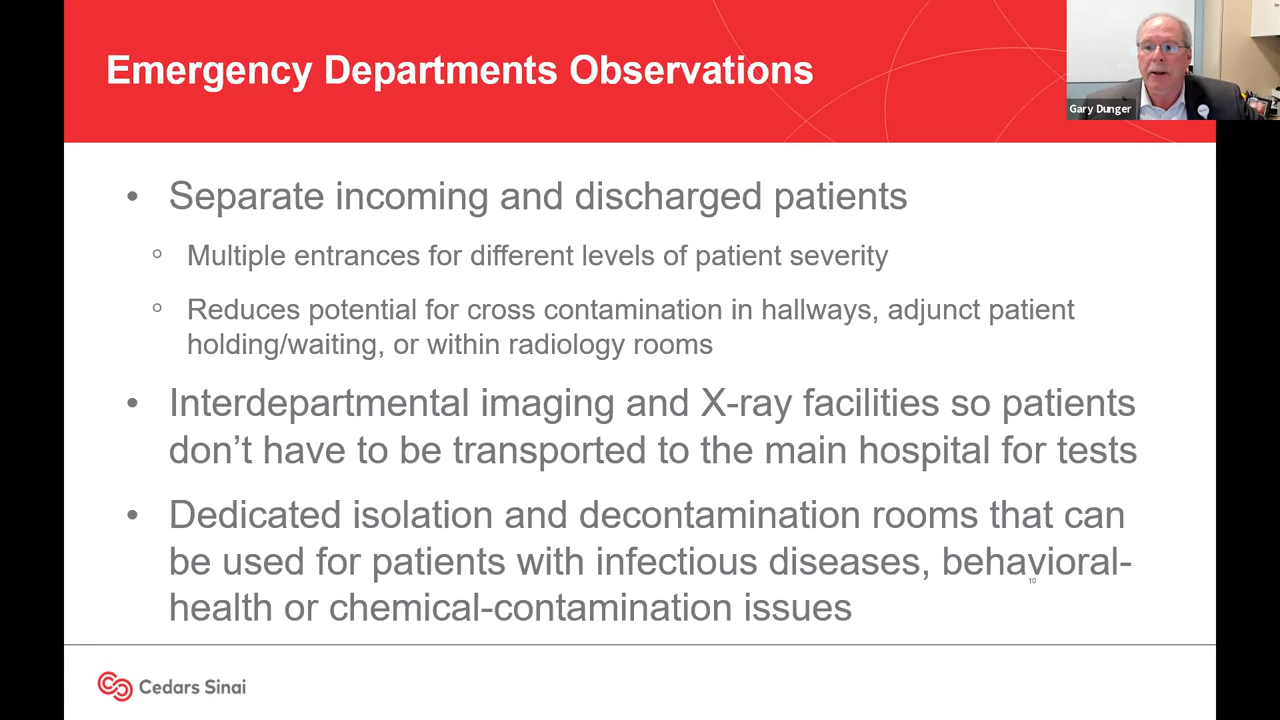 Emergency Departments Observations
Gary Dunger
• Separate incoming and discharged patients
○ Multiple entrances for different levels of patient severity
○ Reduces potential for cross contamination in hallways, adjunct patient
holding/waiting, or within radiology rooms
• Interdepartmental imaging and X-ray facilities so patients
don’t have to be transported to the main hospital for tests
• Dedicated isolation and decontamination rooms that can
be used for patients with infectious diseases, behavioral-
10
health or chemical-contamination issues
Cedars Sinai